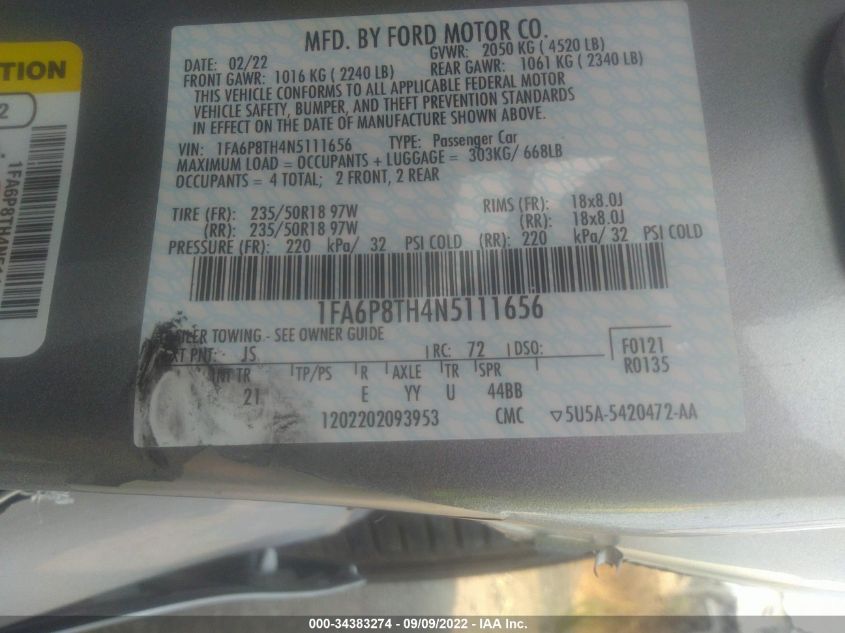 MFD. BY FORD MOTOR CO.
DATE: 02/22 GVWR: 2050 KG ( 4520 LB)
FRONT GAWR: 1016 KG ( 2240 LB) REAR GAWR: 1061 KG ( 2340 LB)
THIS VEHICLE CONFORMS TO ALL APPLICABLE FEDERAL MOTOR
VEHICLE SAFETY, BUMPER, AND THEFT PREVENTION STANDARDS
IN EFFECT ON THE DATE OF MANUFACTURE SHOWN ABOVE.
VIN: 1FA6P8TH4N5111656 TYPE: Passenger Car
MAXIMUM LOAD = OCCUPANTS + LUGGAGE = 303KG/ 668LB
OCCUPANTS = 4 TOTAL; 2 FRONT, 2 REAR
TIRE (FR): 235/50R18 97W RIMS (FR): 18x8.0J
(RR): 235/50R18 97W (RR): 18x8.0J
PRESSURE (FR): 220 kPa/ 32 PSI COLD (RR): 220 kPa/ 32 PSI COLD
1FA6P8TH4N5111656
TOWING - SEE OWNER GUIDE
PNT: JS RC: 72 DSO: F0121
R0135
INT TR TP/PS R AXLE TR SPR
21 E YY U 44BB
1202202093953 CMC ▽5U5A-5420472-AA
TION
2
1FA6P8TH4N5
000-34383274 - 09/09/2022 - IAA Inc.